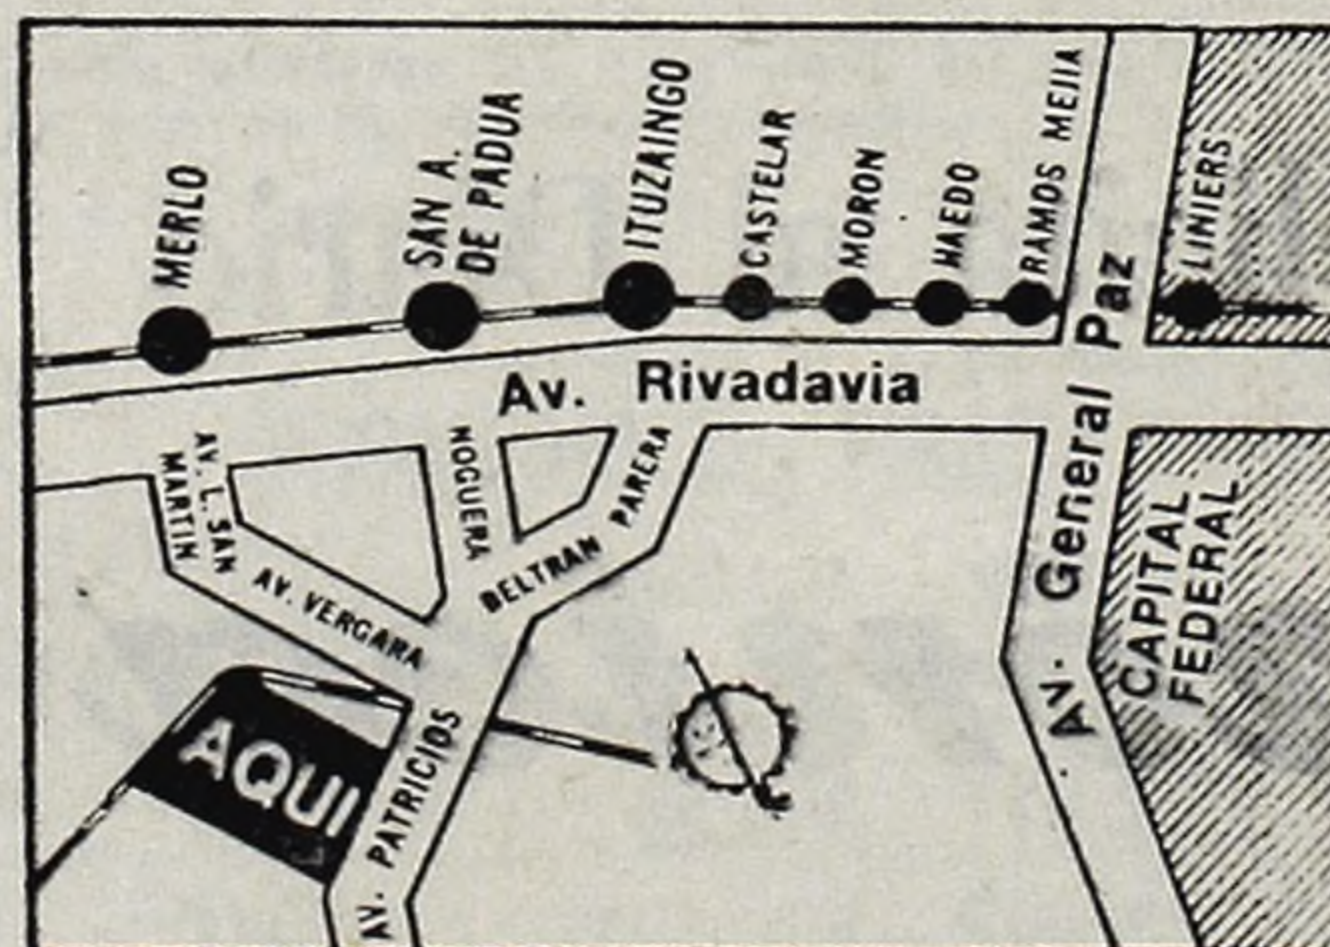 MERLO
SAN A.
DE PADUA
ITUZAINGO
CASTELAR
MORON
HAEDO
RAMOS MEJIA
LINIERS
Av. Rivadavia
Av. General Paz
AV. L. SAN
MARTIN
NOGUERA
BELTRAN PARERA
AV. VERGARA
CAPITAL
FEDERAL
AQUI
AV. PATRICIOS